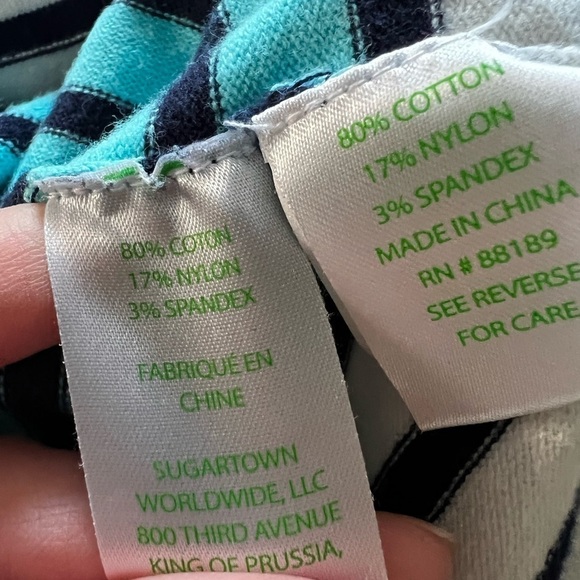 80% COTTON
17% NYLON
3% SPANDEX
FABRIQUÉ EN
CHINE
SUGARTOWN
WORLDWIDE, LLC
800 THIRD AVENUE
KING OF PRUSSIA,
80% COTTON
17% NYLON
3% SPANDEX
MADE IN CHINA
RN # 88189
SEE REVERSE
FOR CARE